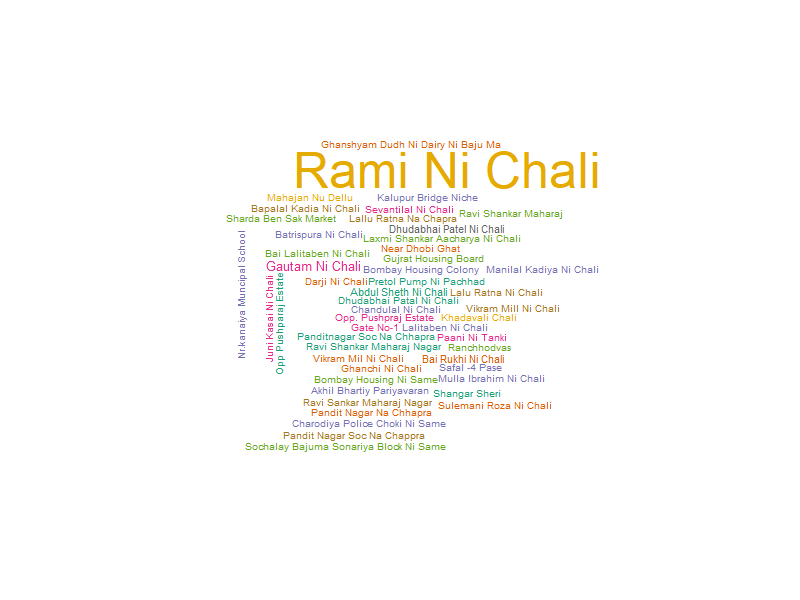 Ghanshyam Dudh Ni Dairy Ni Baju Ma
Rami Ni Chali
Mahajan Nu Dellu
Kalupur Bridge Niche
Bapalal Kadia Ni Chali
Sevantilal Ni Chali
Ravi Shankar Maharaj
Sharda Ben Sak Market
Lallu Ratna Na Chapra
Dhudabhai Patel Ni Chali
Batrispura Ni Chali
Laxmi Shankar Aacharya Ni Chali
Near Dhobi Ghat
Bai Lalitaben Ni Chali
Gujrat Housing Board
Gautam Ni Chali
Bombay Housing Colony
Manilal Kadiya Ni Chali
Nr.kanaiya Muncipal School
Juni Kasai Ni Chali
Opp Pushparaj Estate
Darji Ni Chali
Pretol Pump Ni Pachhad
Abdul Sheth Ni Chali
Lalu Ratna Ni Chali
Dhudabhai Patal Ni Chali
Chandulal Ni Chali
Vikram Mill Ni Chali
Opp. Pushpraj Estate
Khadavali Chali
Gate No-1
Lalitaben Ni Chali
Panditnagar Soc Na Chhapra
Paani Ni Tanki
Ravi Shankar Maharaj Nagar
Ranchhodvas
Vikram Mil Ni Chali
Bai Rukhi Ni Chali
Ghanchi Ni Chali
Safal -4 Pase
Bombay Housing Ni Same
Mulla Ibrahim Ni Chali
Akhil Bhartiy Pariyavaran
Shangar Sheri
Ravi Sankar Maharaj Nagar
Sulemani Roza Ni Chali
Pandit Nagar Na Chhapra
Charodiya Police Choki Ni Same
Pandit Nagar Soc Na Chappra
Sochalay Bajuma Sonariya Block Ni Same